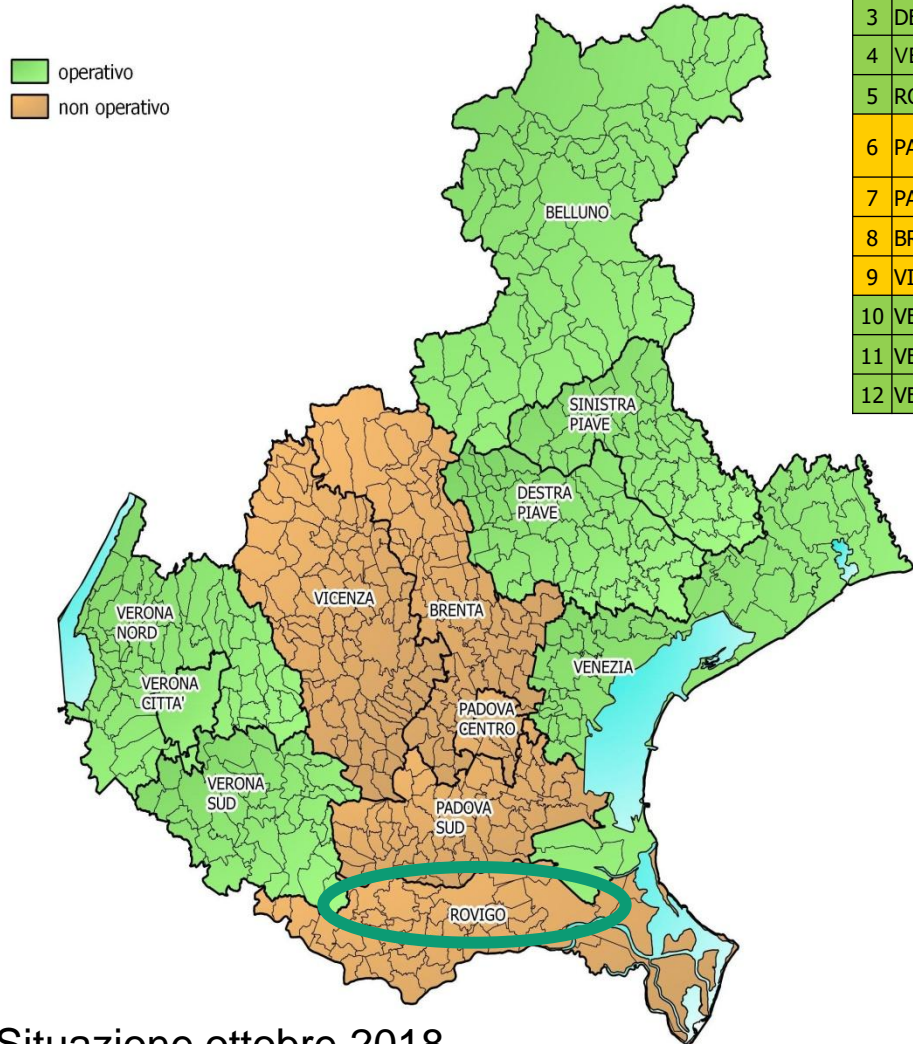 operativo
non operativo
3 DE
4 VE
5 RO
6 PA
7 PA
8 BR
9 VI
10 VE
11 VE
12 VE
BELLUNO
SINISTRA
PIAVE
DESTRA
PIAVE
VICENZA
BRENTA
VERONA
NORD
VENEZIA
VERONA
CITTA'
PADOVA
CENTRO
VERONA
SUD
PADOVA
SUD
ROVIGO
Situazione ottobre 2018